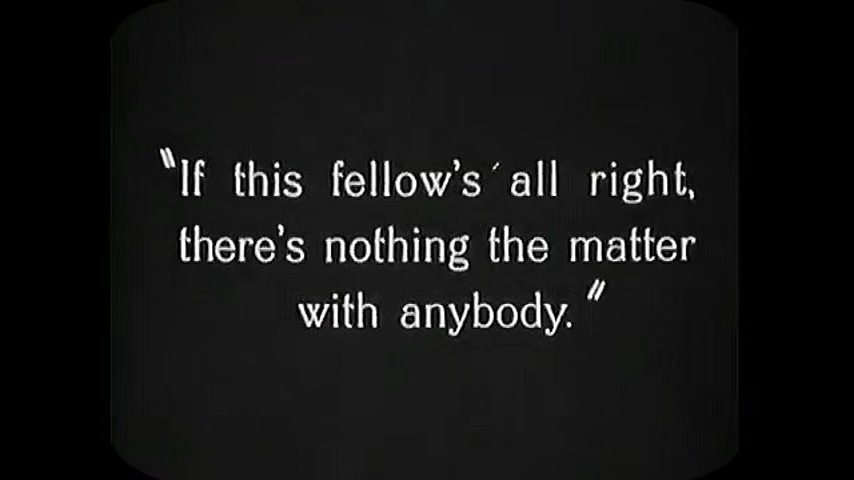 "If this fellow's all right,
there's nothing the matter
with anybody."